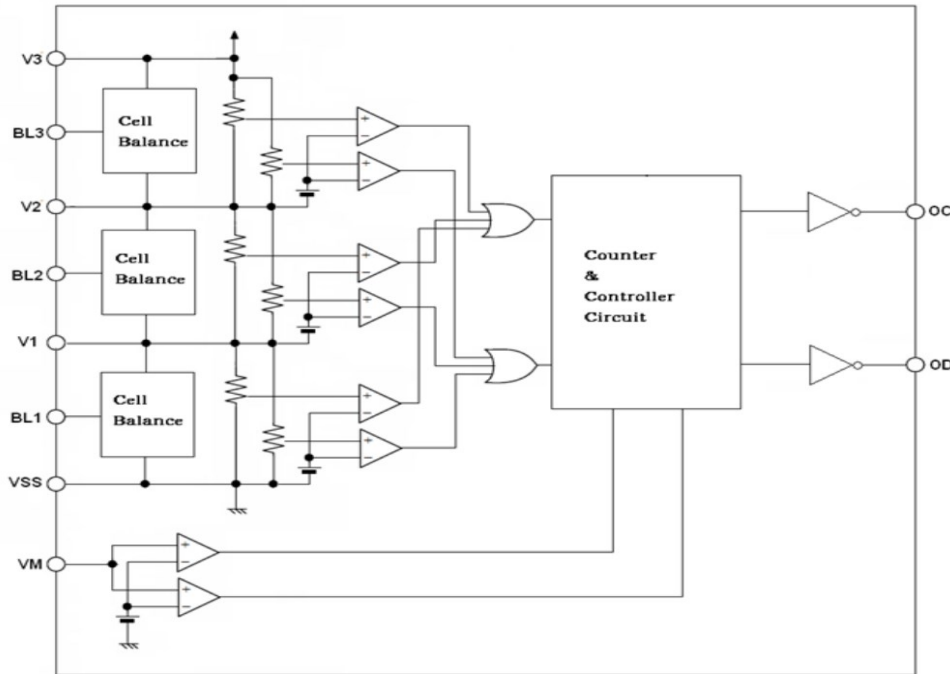 V3
Cell
Balance
BL3
V2
Cell
Balance
BL2
V1
Cell
Balance
BL1
VSS
VM
+
−
+
−
+
−
+
−
+
−
+
−
+
−
+
−
Counter
&
Controller
Circuit
OC
OD